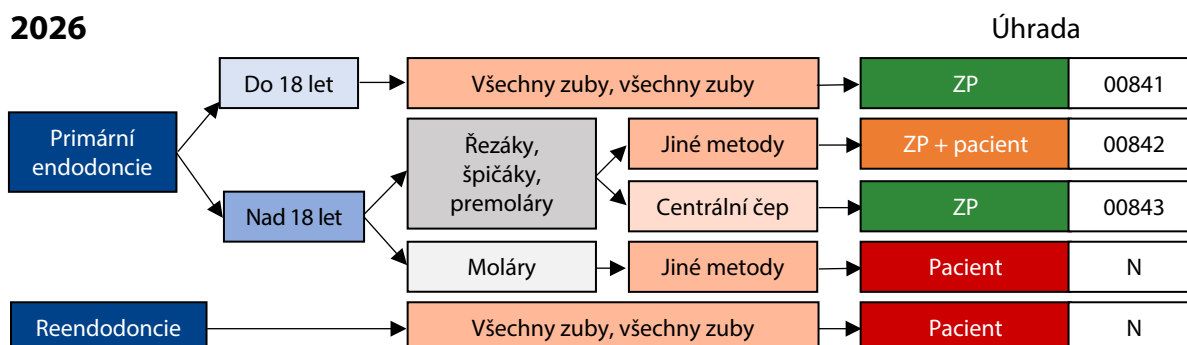 2026
Úhrada
Do 18 let
Všechny zuby, všechny zuby
ZP
00841
Primární
endodoncie
Řezáky,
špičáky,
premoláry
Jiné metody
ZP + pacient
00842
Nad 18 let
Centrální čep
ZP
00843
Moláry
Jiné metody
Pacient
N
Reendodoncie
Všechny zuby, všechny zuby
Pacient
N